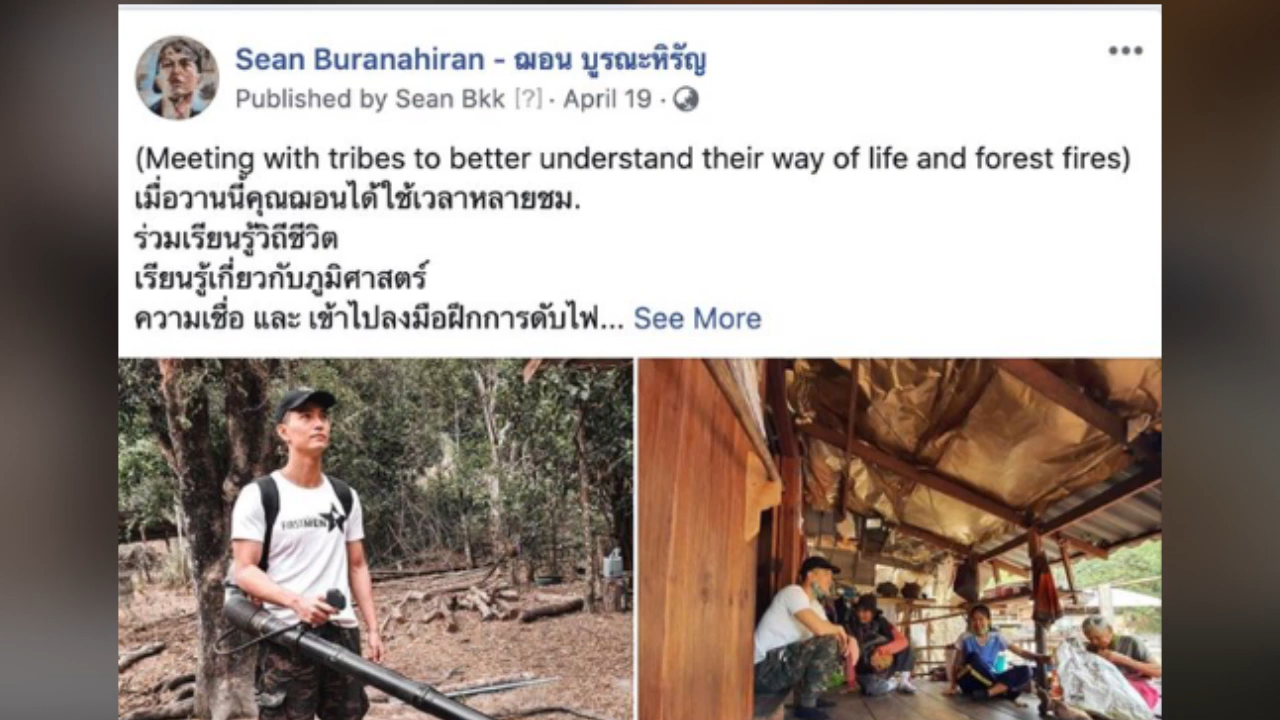 Sean Buranahiran - ฌอน บูรณะหิรัญ
Published by Sean Bkk [?] · April 19 ·
(Meeting with tribes to better understand their way of life and forest fires)
เมื่อวานนี้คุณฌอนได้ใช้เวลาหลายชม.
ร่วมเรียนรู้วิถีชีวิต
เรียนรู้เกี่ยวกับภูมิศาสตร์
ความเชื่อ และ เข้าไปลงมือฝึกการดับไฟ... See More
FIRSTMEN